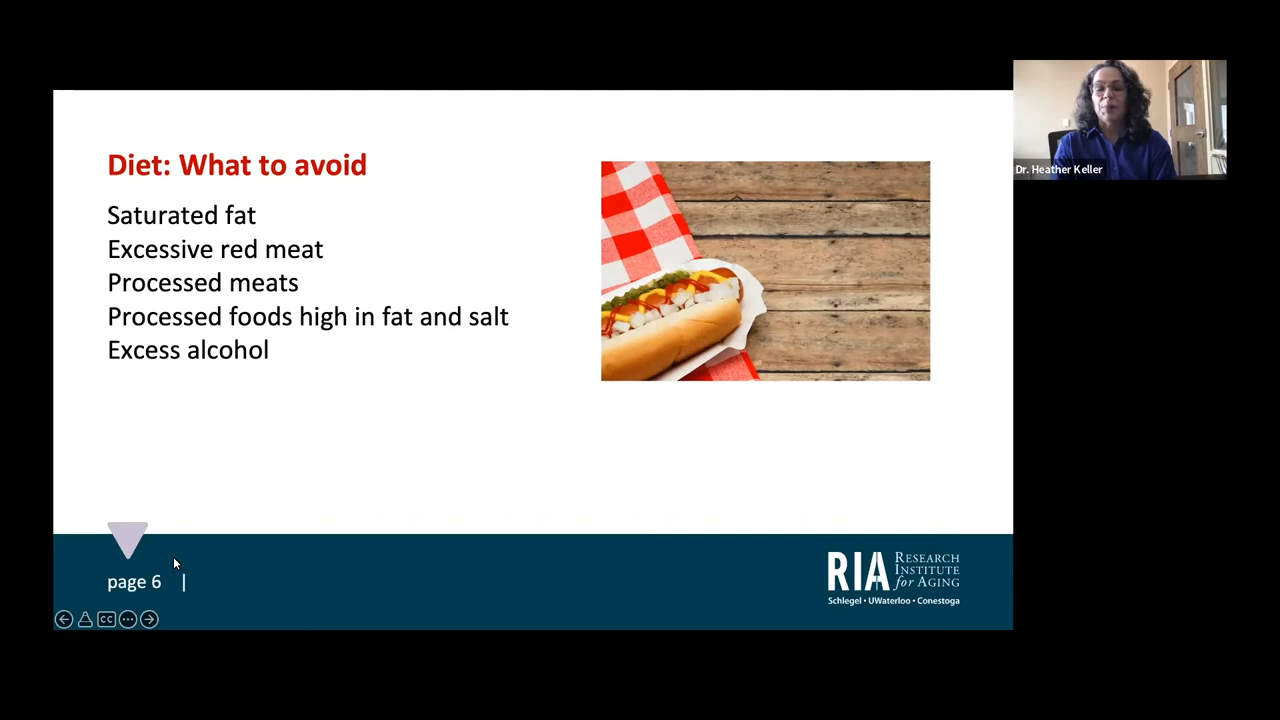 Diet: What to avoid
Saturated fat
Excessive red meat
Processed meats
Processed foods high in fat and salt
Excess alcohol
Dr. Heather Keller
page 6 |
RIA
RESEARCH
INSTITUTE
for AGING
Schlegel • UWaterloo • Conestoga
CC